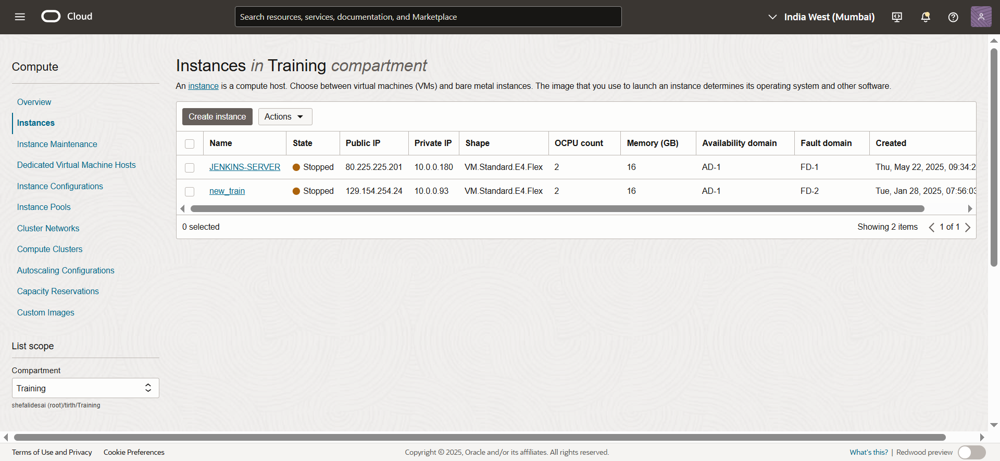 Cloud
Search resources, services, documentation, and Marketplace
India West (Mumbai)
Compute
Overview
Instances
Instance Maintenance
Dedicated Virtual Machine Hosts
Instance Configurations
Instance Pools
Cluster Networks
Compute Clusters
Autoscaling Configurations
Capacity Reservations
Custom Images
List scope
Compartment
Training
shefalidesai (root)/tirth/Training
Instances in Training compartment
An instance is a compute host. Choose between virtual machines (VMs) and bare metal instances. The image that you use to launch an instance determines its operating system and other software.
Create instance Actions
Name State Public IP Private IP Shape OCPU count Memory (GB) Availability domain Fault domain Created
JENKINS-SERVER Stopped 80.225.225.201 10.0.0.180 VM.Standard.E4.Flex 2 16 AD-1 FD-1 Thu, May 22, 2025, 09:34:2
new_train Stopped 129.154.254.24 10.0.0.93 VM.Standard.E4.Flex 2 16 AD-1 FD-2 Tue, Jan 28, 2025, 07:56:03
0 selected Showing 2 items 1 of 1
Terms of Use and Privacy Cookie Preferences Copyright © 2025, Oracle and/or its affiliates. All rights reserved. What's this? | Redwood preview